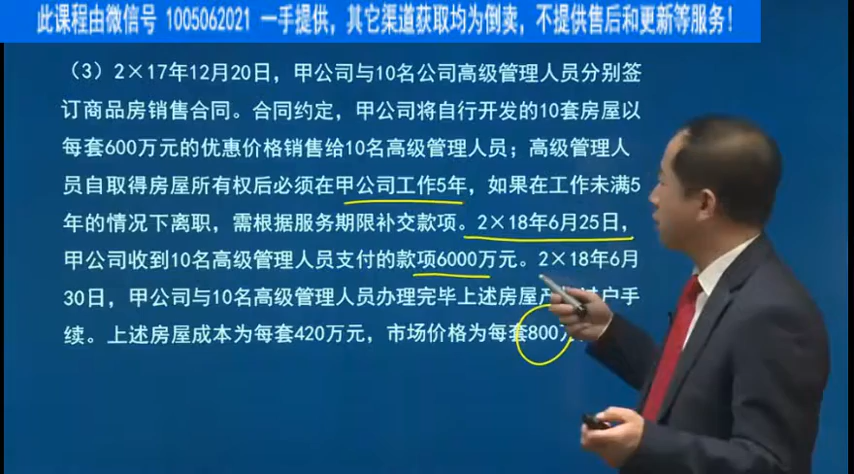 此课程由微信号 1005062021 一手提供，其它渠道获取均为倒卖，不提供售后和更新等服务！
（3）2×17年12月20日，甲公司与10名公司高级管理人员分别签
订商品房销售合同。合同约定，甲公司将自行开发的10套房屋以
每套600万元的优惠价格销售给10名高级管理人员；高级管理人
员自取得房屋所有权后必须在甲公司工作5年，如果在工作未满5
年的情况下离职，需根据服务期限补交款项。2×18年6月25日，
甲公司收到10名高级管理人员支付的款项6000万元。2×18年6月
30日，甲公司与10名高级管理人员办理完毕上述房屋产 过户手
续。上述房屋成本为每套420万元，市场价格为每套800